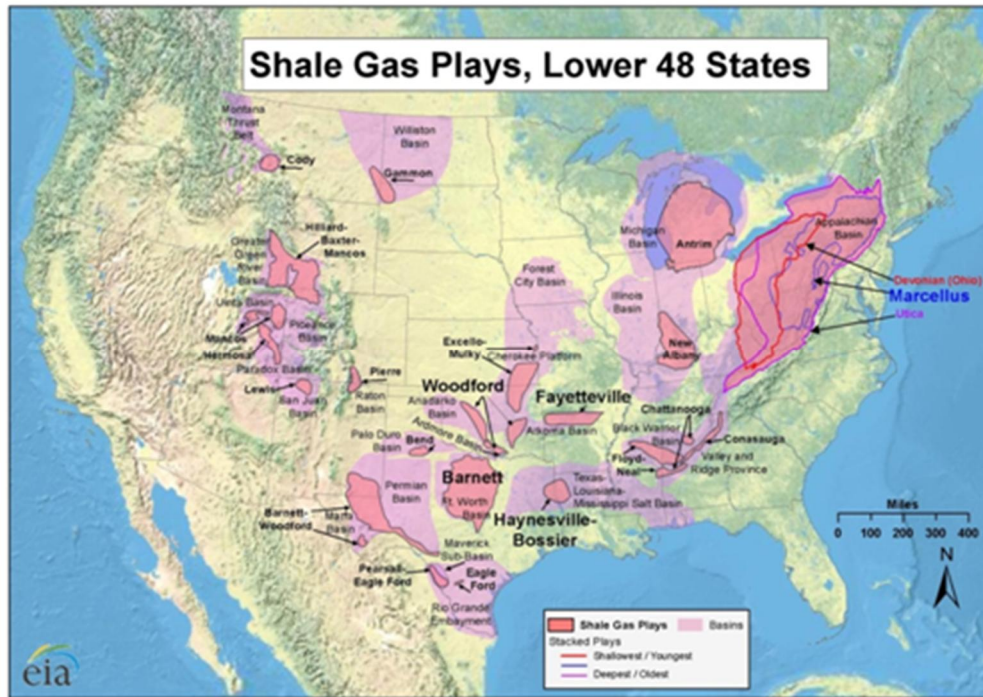 Shale Gas Plays, Lower 48 States
Montana
Thrust
Belt
Cody
Williston
Basin
Gammon
Hilliard-
Baxter-
Mancos
Greater
Green
River
Basin
Uinta Basin
Piceance
Basin
Mancos
Hermosa
Paradox Basin
Lewis
San Juan
Basin
Pierre
Raton
Basin
Forest
City Basin
Excello-
Mulky
Cherokee Platform
Woodford
Anadarko
Basin
Ardmore Basin
Palo Duro
Basin
Bend
Fayetteville
Arkoma Basin
Michigan
Basin
Antrim
Illinois
Basin
New
Albany
Appalachian
Basin
Devonian (Ohio)
Marcellus
Utica
Chattanooga
Black Warrior
Basin
Conasauga
Floyd-
Neal
Valley and
Ridge Province
Barnett
Ft. Worth
Basin
Permian
Basin
Barnett-
Woodford
Marfa
Basin
Texas-
Louisiana-
Mississippi Salt Basin
Haynesville-
Bossier
Maverick
Sub-Basin
Pearsall-
Eagle Ford
Eagle
Ford
Rio Grande
Embayment
Miles
0 100 200 300 400
N
Shale Gas Plays
Basins
Stacked Plays
Shallowest / Youngest
Deepest / Oldest
eia